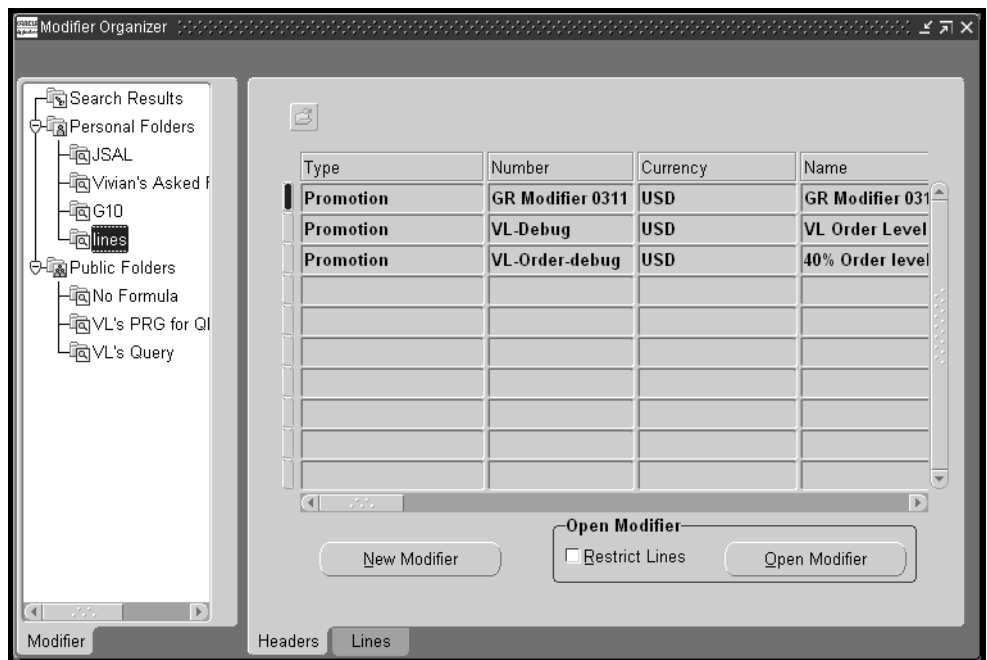 Modifier Organizer
Search Results
Personal Folders
JSAL
Vivian's Asked F
G10
lines
Public Folders
No Formula
VL's PRG for QI
VL's Query
Modifier
Type Number Currency Name
Promotion GR Modifier 0311 USD GR Modifier 031
Promotion VL-Debug USD VL Order Level
Promotion VL-Order-debug USD 40% Order level
New Modifier
Open Modifier
Restrict Lines
Open Modifier
Headers
Lines